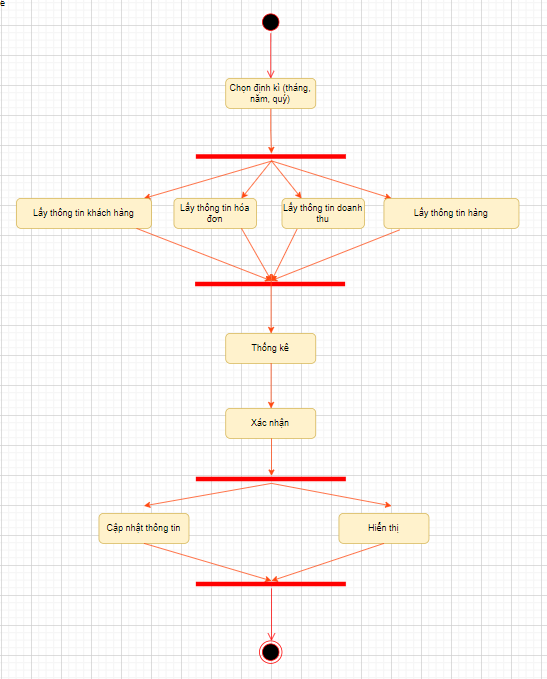 e
Chọn định kì (tháng,
năm, quý)
Lấy thông tin khách hàng
Lấy thông tin hóa
đơn
Lấy thông tin doanh
thu
Lấy thông tin hàng
Thống kê
Xác nhận
Cập nhật thông tin
Hiển thị